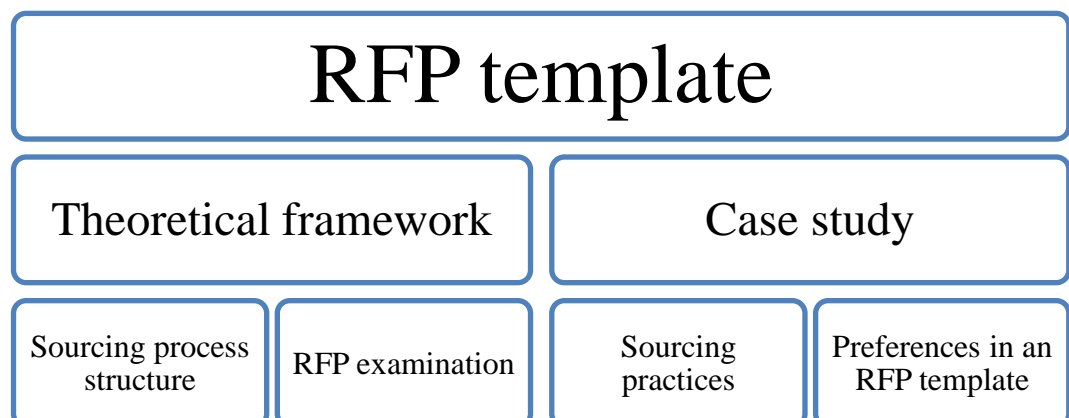 RFP template
Theoretical framework
Case study
Sourcing process
structure
RFP examination
Sourcing
practices
Preferences in an
RFP template